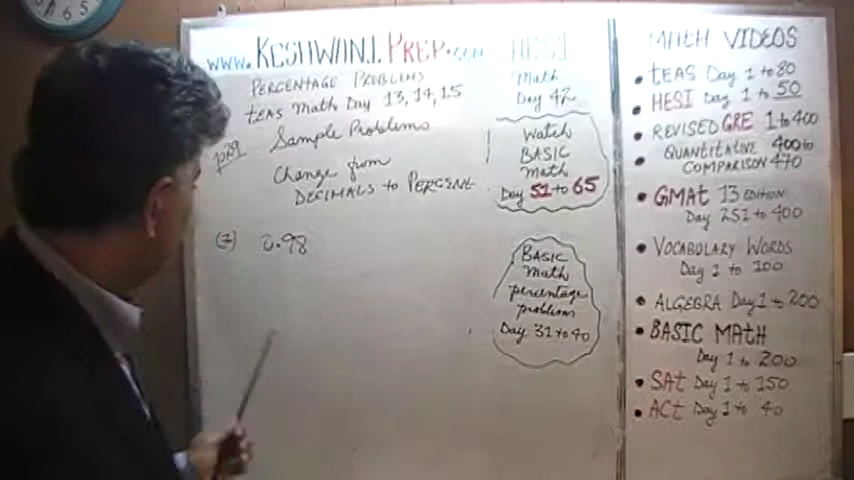 www.KESHWANI PREP.com
PERCENTAGE PROBLEMS
tEAS Math Day 13, 14, 15
p89
Sample Problems
Change from
DECIMALS to PERCENT
(7) 0.98
HESI
Math
Day 42
Watch
BASIC
Math
Day 51 to 65
BASIC
Math
percentage
problems
Day 31 to 40
MATH VIDEOS
• tEAS Day 1 to 80
• HESI Day 1 to 50
• REVISED GRE 1 to 400
• QUANTITATIVE 400 to
COMPARISON 470
• GMAt 13 EDITION
Day 251 to 400
• VOCABULARY WORDS
Day 1 to 100
• ALGEBRA Day 1 to 200
• BASIC MATH
Day 1 to 200
• SAt Day 1 to 150
• ACt Day 1 to 40
6 5